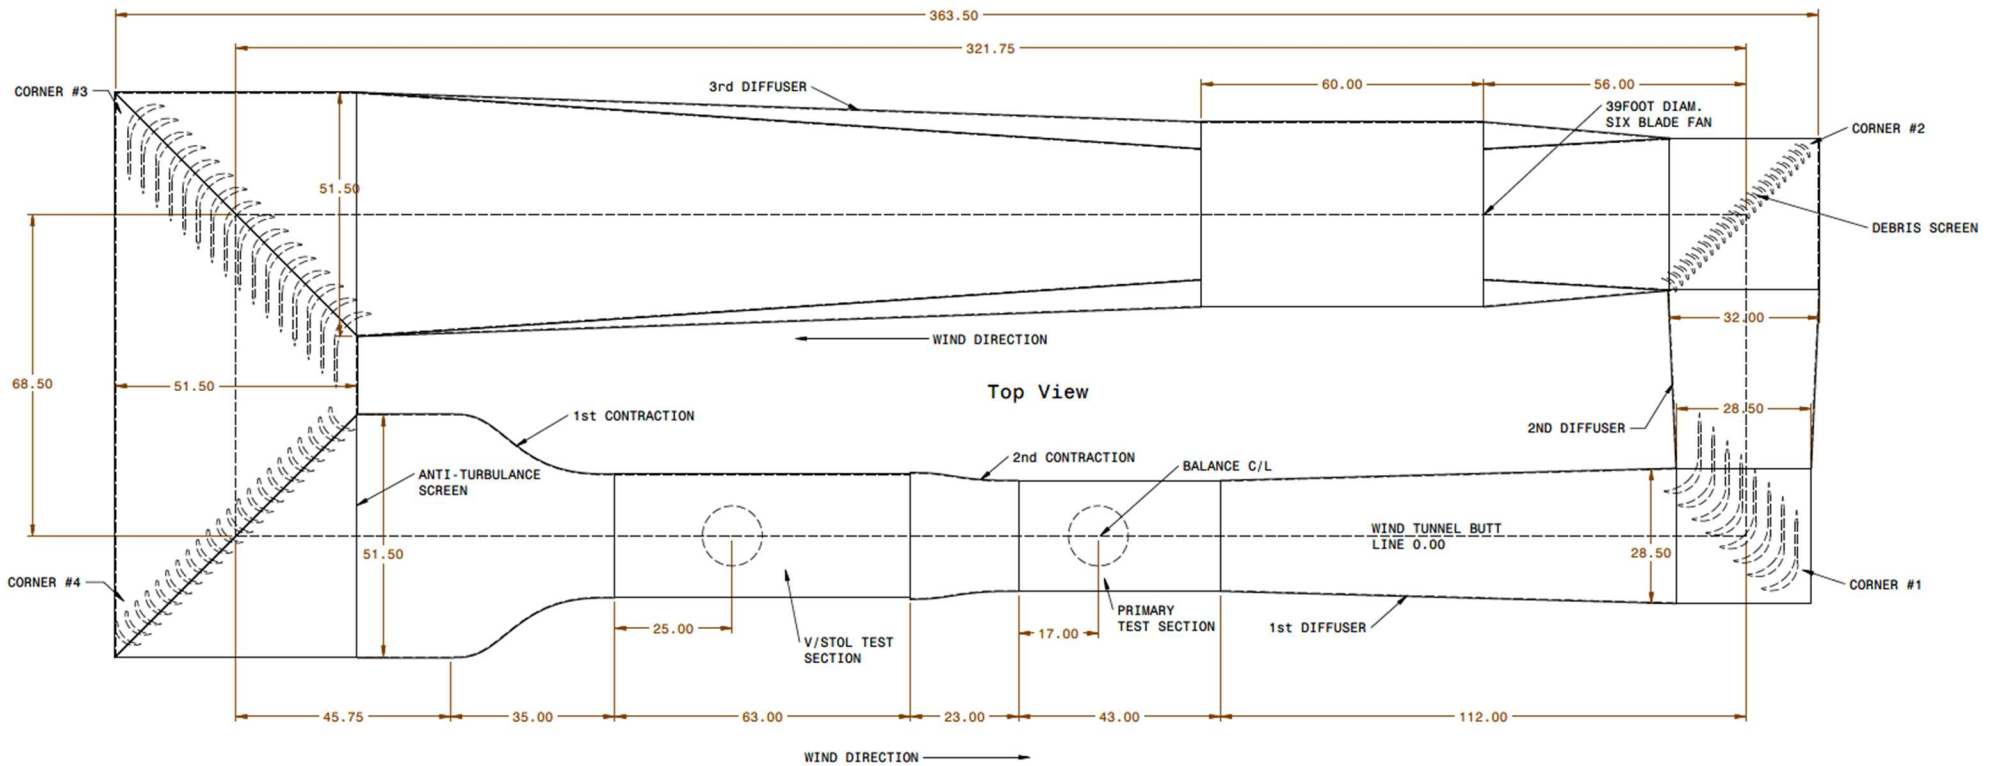 363.50
321.75
CORNER #3
3rd DIFFUSER
60.00
56.00
39FOOT DIAM.
SIX BLADE FAN
CORNER #2
51.50
DEBRIS SCREEN
32.00
WIND DIRECTION
68.50
51.50
Top View
1st CONTRACTION
28.50
2ND DIFFUSER
2nd CONTRACTION
BALANCE C/L
ANTI-TURBULANCE
SCREEN
WIND TUNNEL BUTT
LINE 0.00
51.50
28.50
CORNER #4
CORNER #1
PRIMARY
TEST SECTION
25.00
17.00
1st DIFFUSER
V/STOL TEST
SECTION
45.75
35.00
63.00
23.00
43.00
112.00
WIND DIRECTION